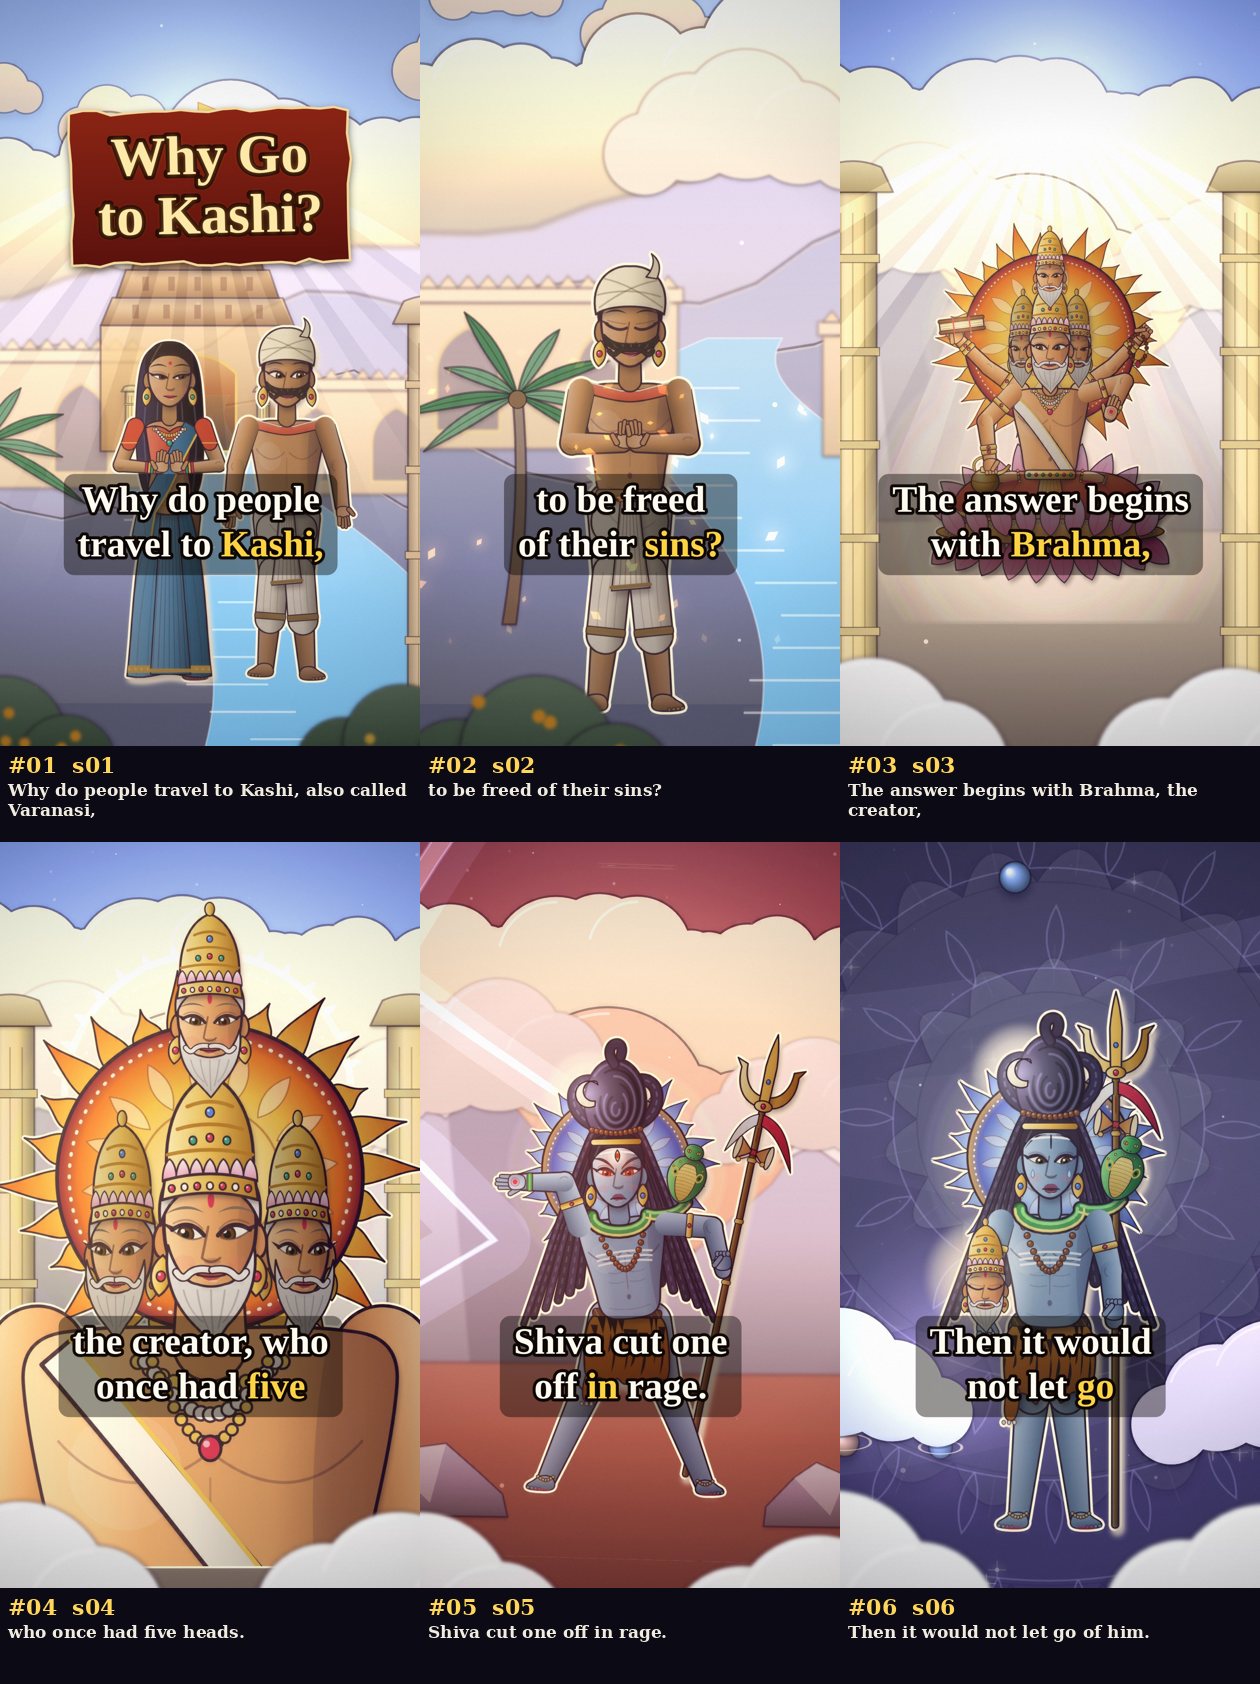 Why Go
to Kashi?
Why do people
travel to Kashi,
#01 s01
Why do people travel to Kashi, also called
Varanasi,
to be freed
of their sins?
#02 s02
to be freed of their sins?
The answer begins
with Brahma,
#03 s03
The answer begins with Brahma, the
creator,
the creator, who
once had five
#04 s04
who once had five heads.
Shiva cut one
off in rage.
#05 s05
Shiva cut one off in rage.
Then it would
not let go
#06 s06
Then it would not let go of him.